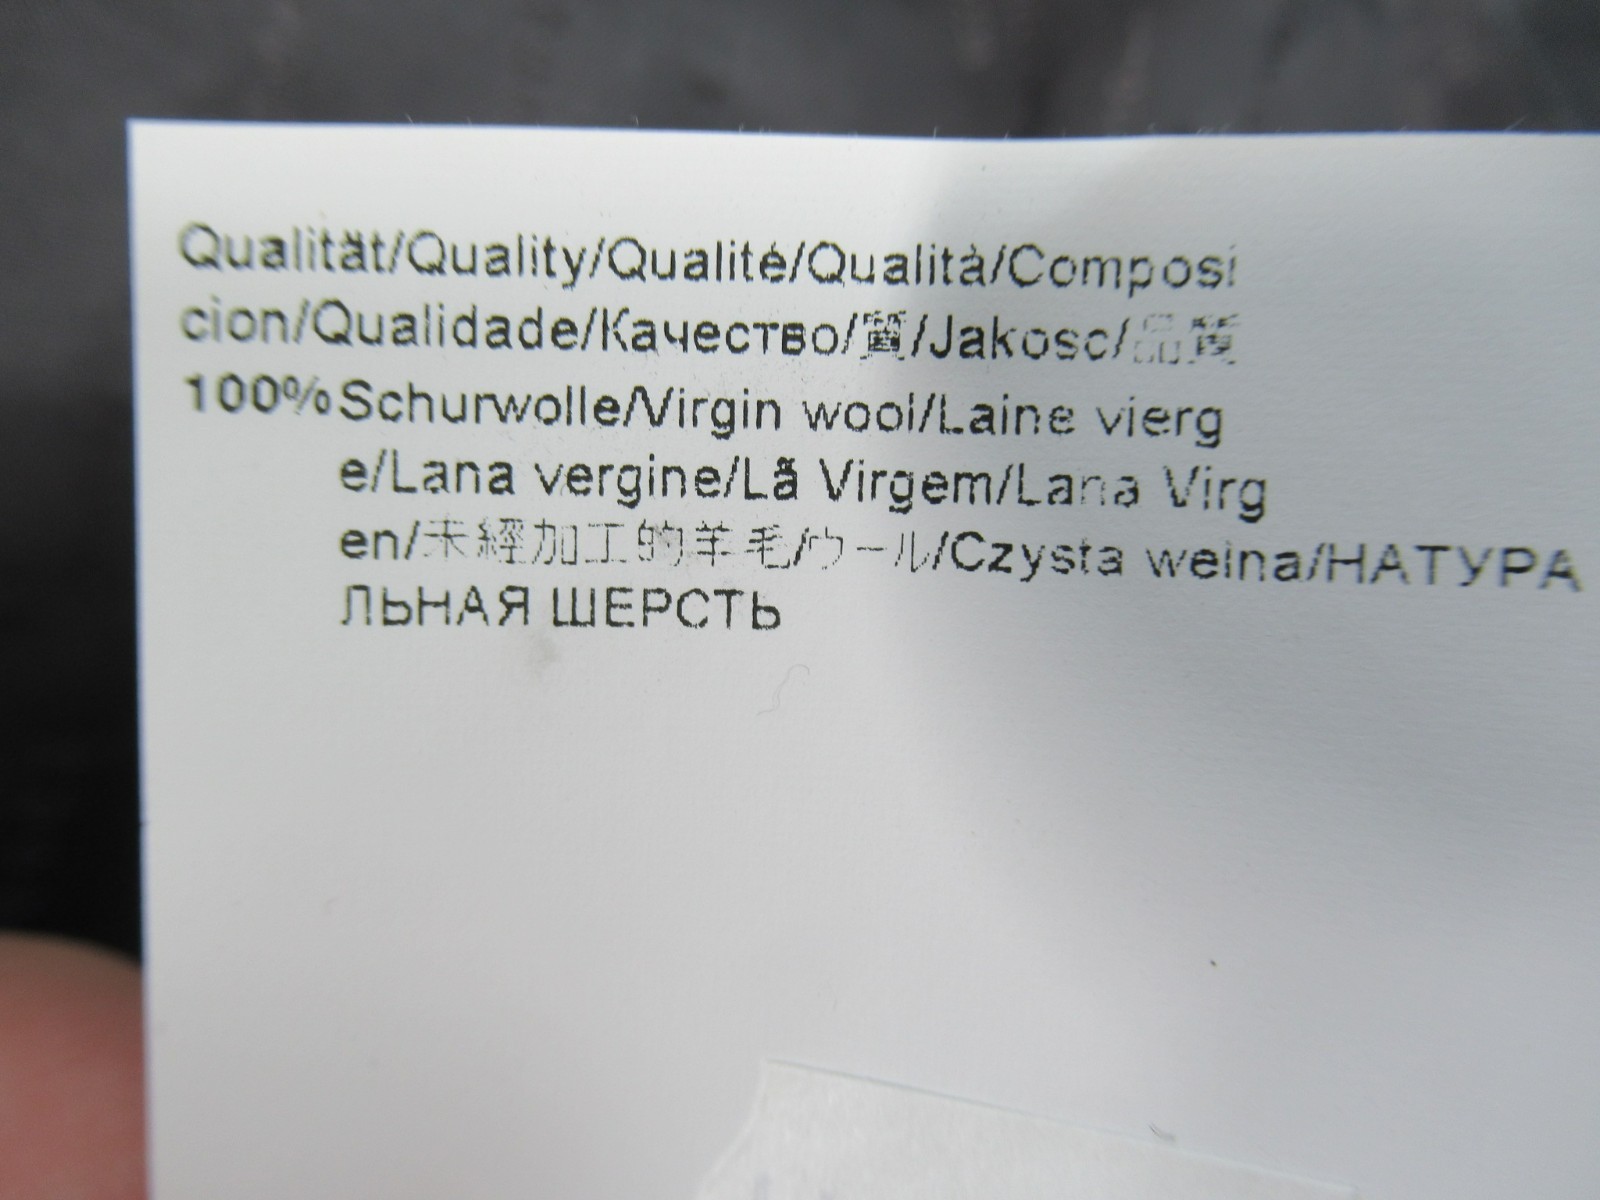 Qualität/Quality/Qualité/Qualità/Composi
cion/Qualidade/Качество/質/Jakosc/品質
100% Schurwolle/Virgin wool/Laine vierg
e/Lana vergine/Lã Virgem/Lana Virg
en/未經加工的羊毛/ウール/Czysta welna/НАТУРА
ЛЬНАЯ ШЕРСТЬ